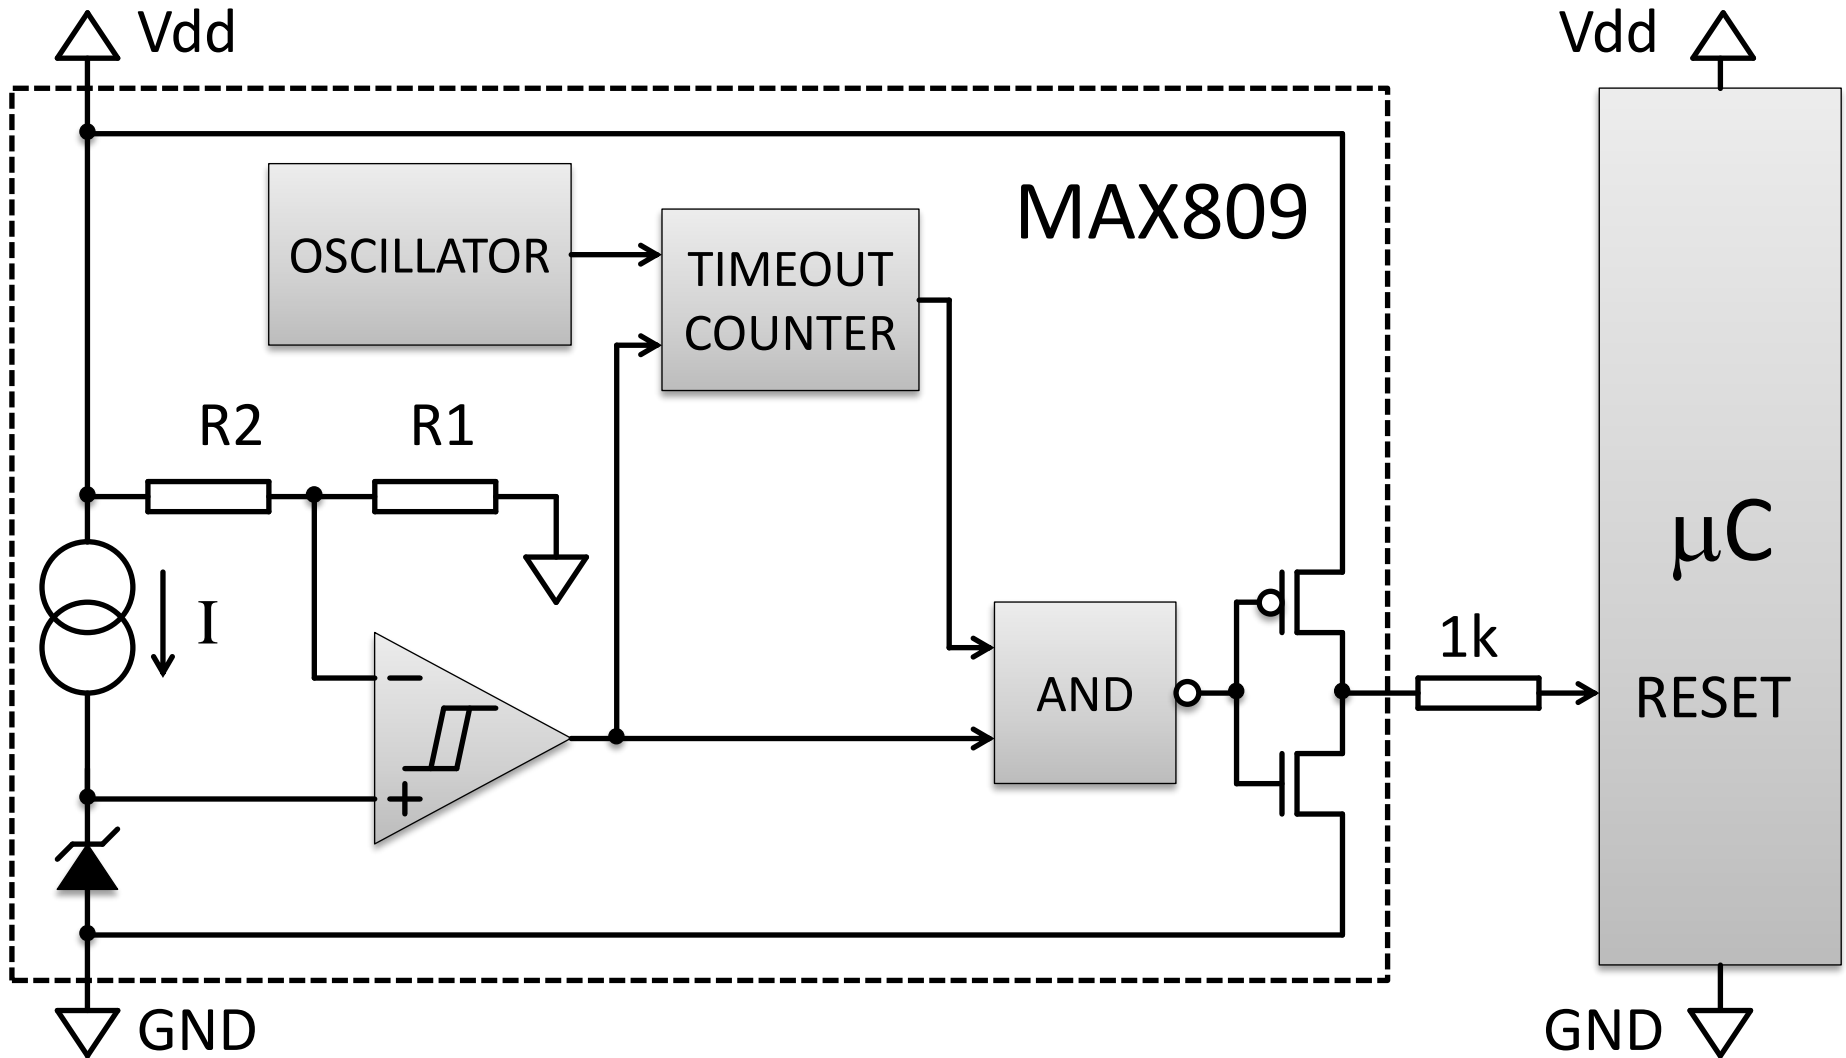 Vdd
Vdd
MAX809
OSCILLATOR
TIMEOUT
COUNTER
R2
R1
I
µC
1k
AND
RESET
GND
GND